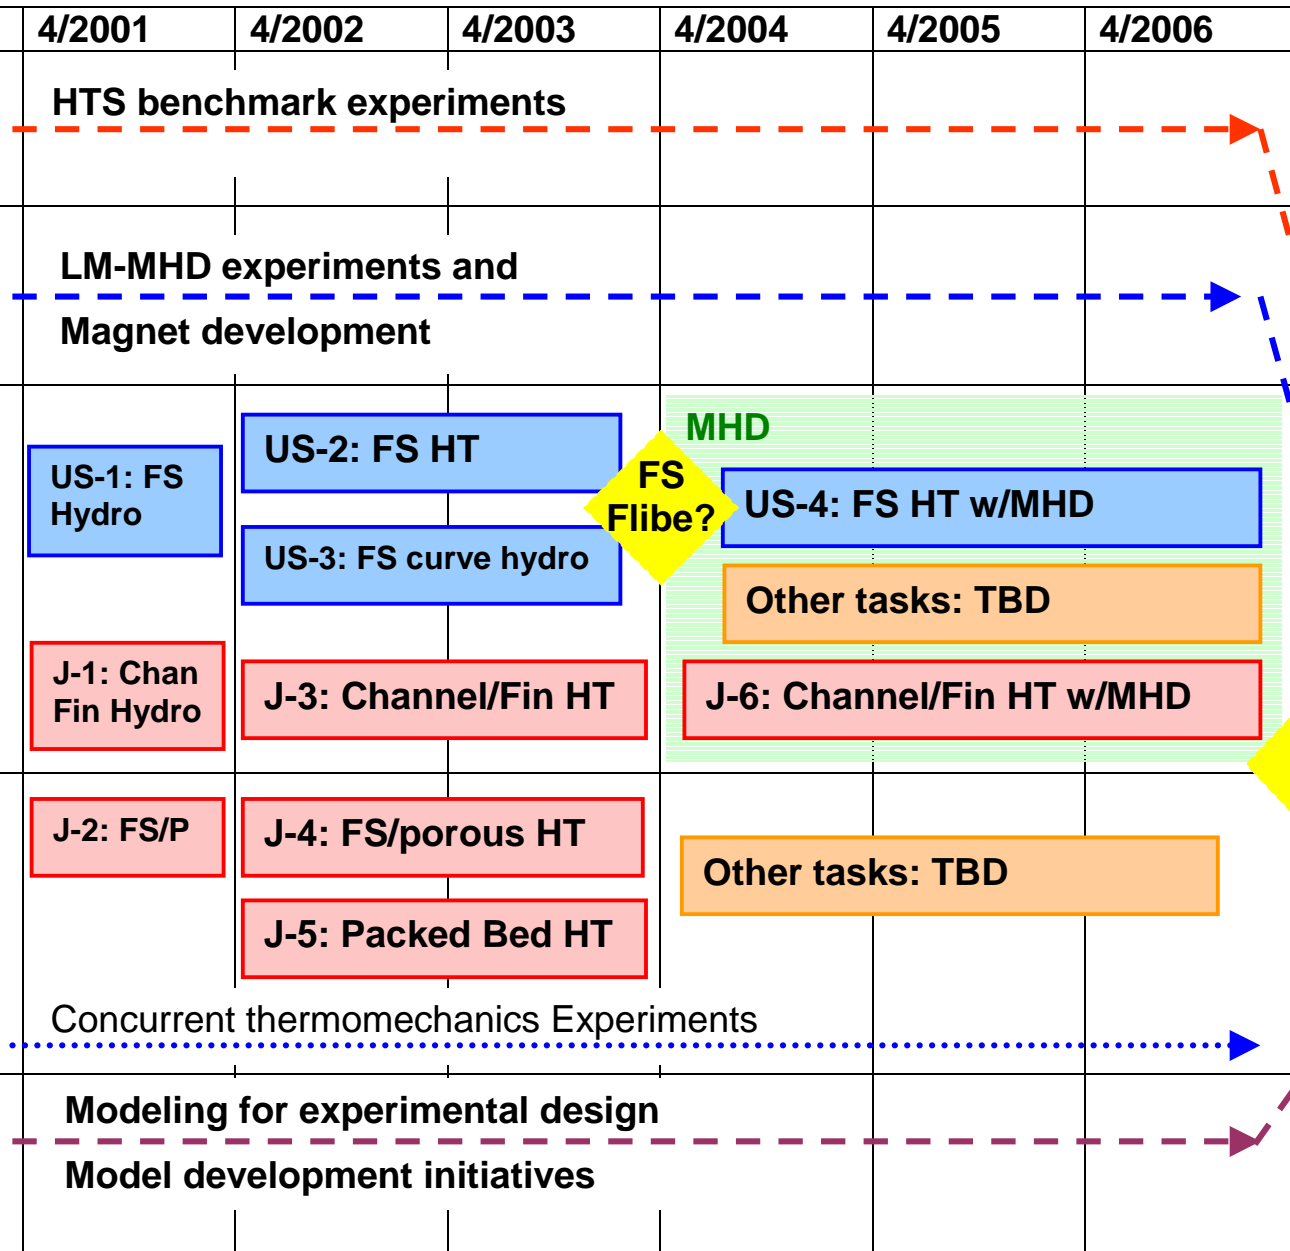 4/2001 4/2002 4/2003 4/2004 4/2005 4/2006
HTS benchmark experiments
LM-MHD experiments and
Magnet development
MHD
US-1: FS
Hydro
US-2: FS HT
US-3: FS curve hydro
FS
Flibe?
US-4: FS HT w/MHD
Other tasks: TBD
J-1: Chan
Fin Hydro
J-3: Channel/Fin HT
J-6: Channel/Fin HT w/MHD
J-2: FS/P
J-4: FS/porous HT
Other tasks: TBD
J-5: Packed Bed HT
Concurrent thermomechanics Experiments
Modeling for experimental design
Model development initiatives